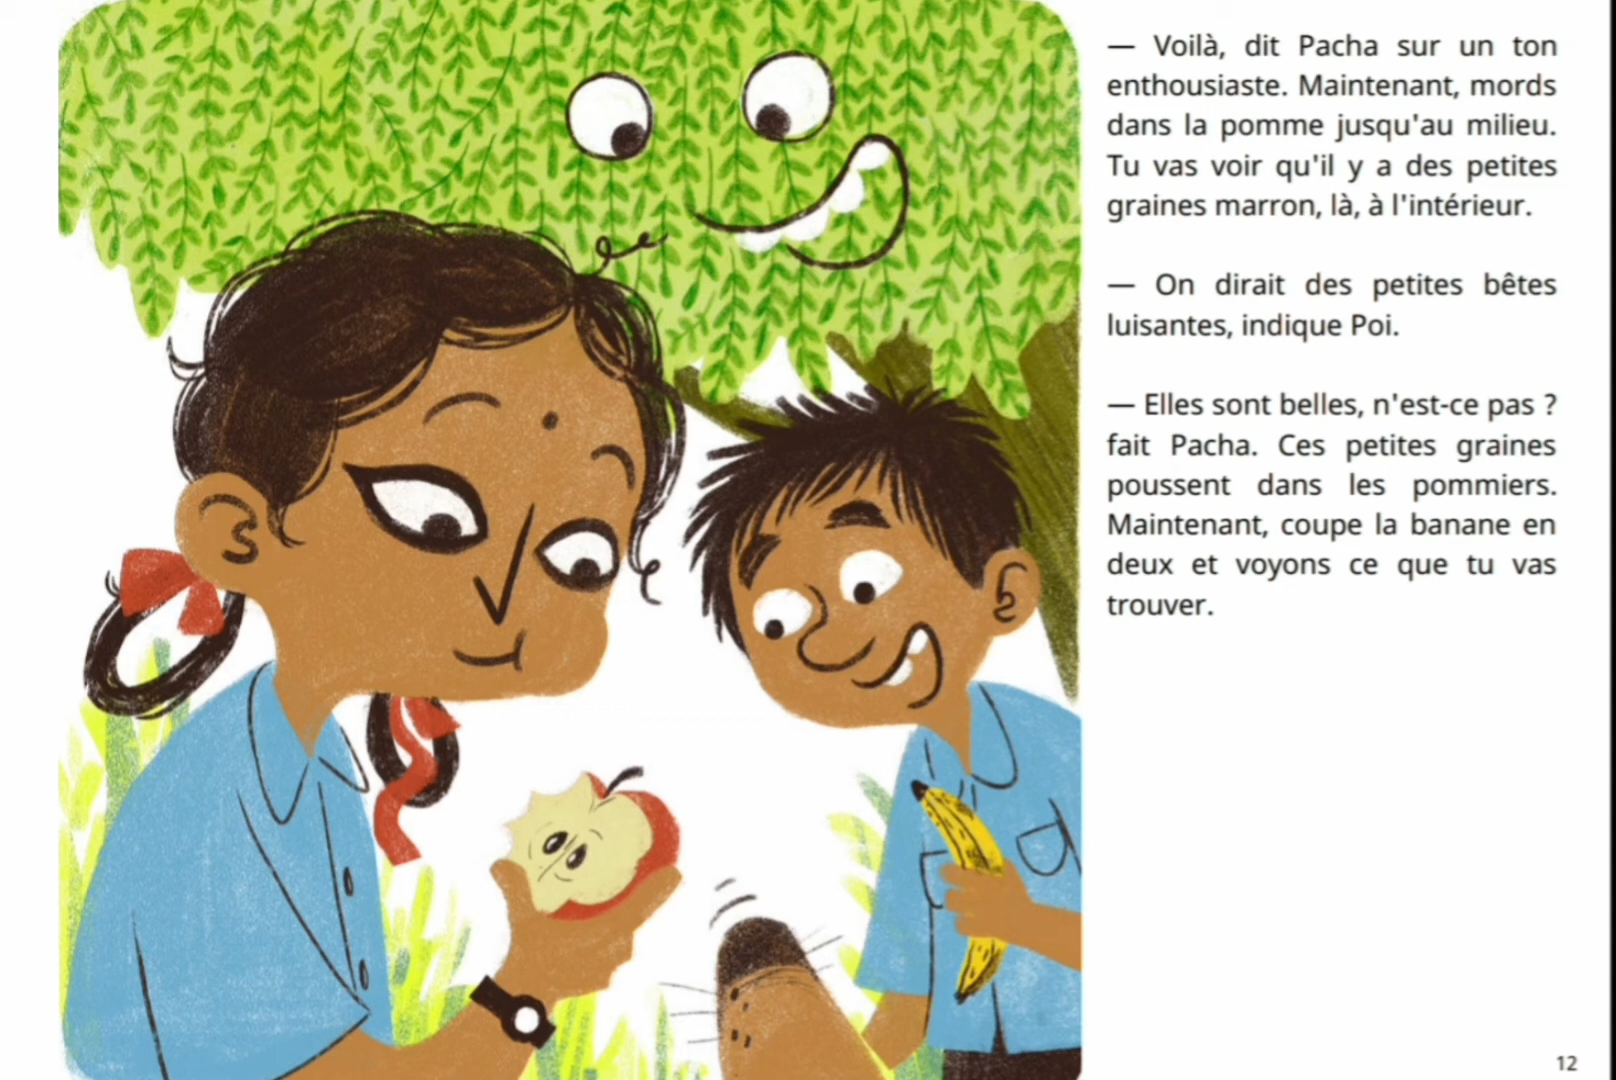 — Voilà, dit Pacha sur un ton
enthousiaste. Maintenant, mords
dans la pomme jusqu'au milieu.
Tu vas voir qu'il y a des petites
graines marron, là, à l'intérieur.
— On dirait des petites bêtes
luisantes, indique Poi.
— Elles sont belles, n'est-ce pas ?
fait Pacha. Ces petites graines
poussent dans les pommiers.
Maintenant, coupe la banane en
deux et voyons ce que tu vas
trouver.
12